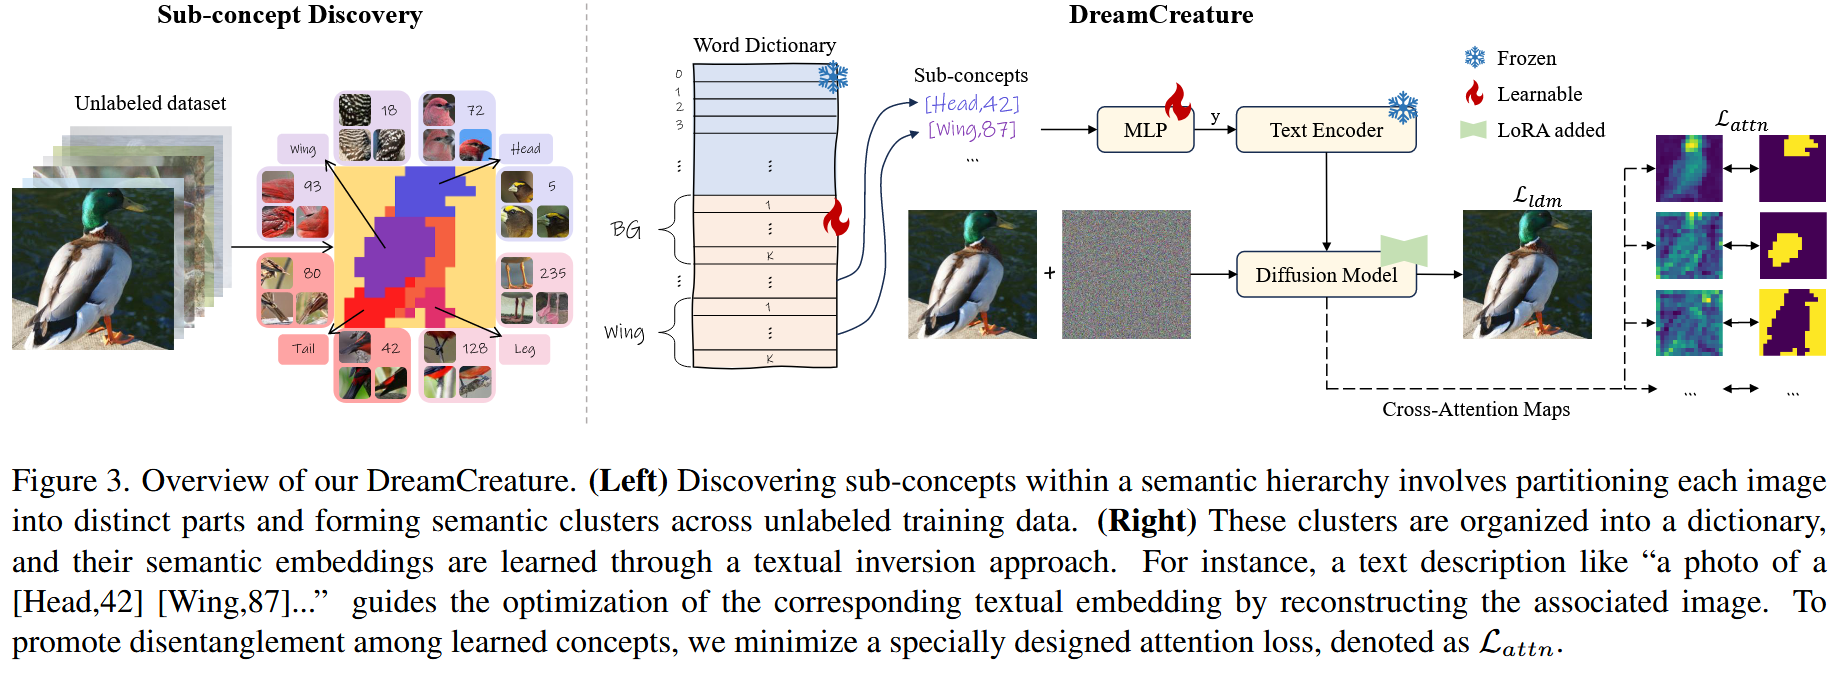 Sub-concept Discovery
DreamCreature
Unlabeled dataset
Wing
18
72
Head
93
5
80
235
Tail
42
128
Leg
Word Dictionary
0
1
2
3
⋮
⋮
BG
1
⋮
K
⋮
⋮
Wing
1
⋮
K
Sub-concepts
[Head,42]
[Wing,87]
...
MLP
y
Text Encoder
Frozen
Learnable
LoRA added
+
Diffusion Model
ℒldm
ℒattn
...
...
Cross-Attention Maps
Figure 3. Overview of our DreamCreature. (Left) Discovering sub-concepts within a semantic hierarchy involves partitioning each image
into distinct parts and forming semantic clusters across unlabeled training data. (Right) These clusters are organized into a dictionary,
and their semantic embeddings are learned through a textual inversion approach. For instance, a text description like “a photo of a
[Head,42] [Wing,87]...” guides the optimization of the corresponding textual embedding by reconstructing the associated image. To
promote disentanglement among learned concepts, we minimize a specially designed attention loss, denoted as ℒattn.